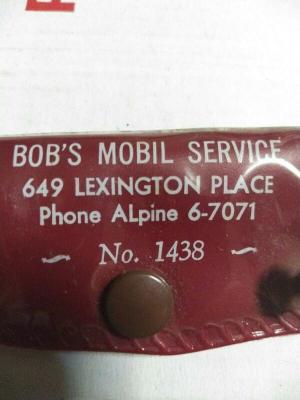 BOB'S MOBIL SERVICE
649 LEXINGTON PLACE
Phone ALpine 6-7071
~ No. 1438 ~